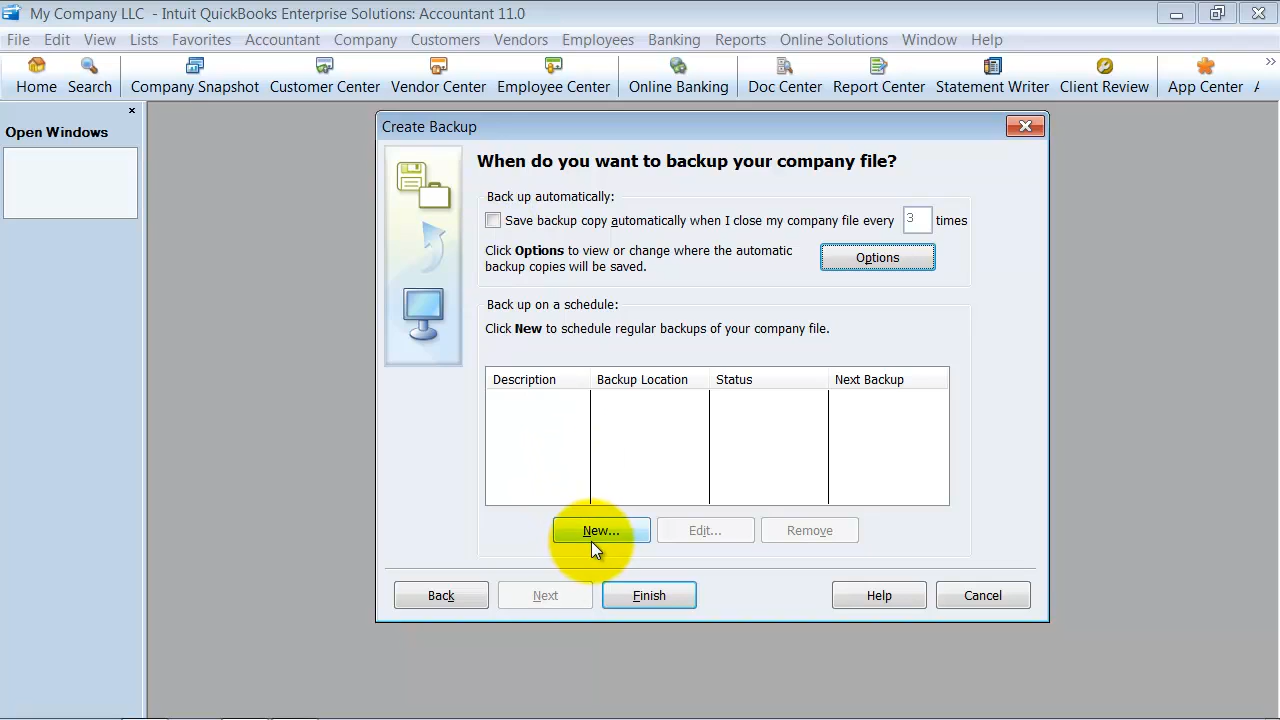 My Company LLC - Intuit QuickBooks Enterprise Solutions: Accountant 11.0
File Edit View Lists Favorites Accountant Company Customers Vendors Employees Banking Reports Online Solutions Window Help
Home Search Company Snapshot Customer Center Vendor Center Employee Center Online Banking Doc Center Report Center Statement Writer Client Review App Center
Open Windows
Create Backup
When do you want to backup your company file?
Back up automatically:
Save backup copy automatically when I close my company file every 3 times
Click Options to view or change where the automatic
backup copies will be saved.
Options
Back up on a schedule:
Click New to schedule regular backups of your company file.
Description Backup Location Status Next Backup
New... Edit... Remove
Back Next Finish Help Cancel